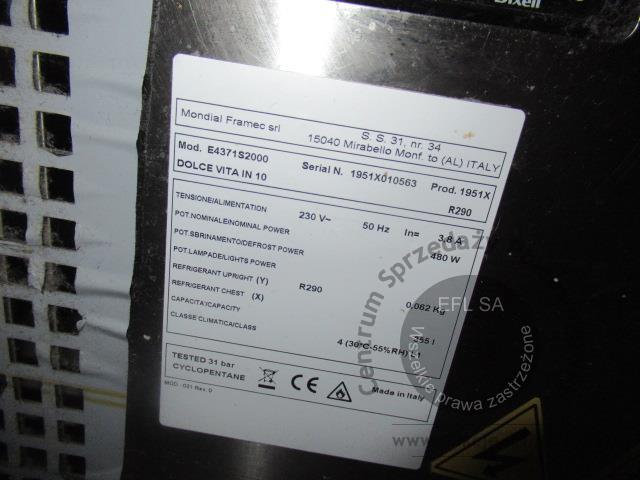 Dixell
Mondial Framec srl
S. S. 31, nr. 34
15040 Mirabello Monf. to (AL) ITALY
Mod. E4371S2000 Serial N. 1951X010563 Prod. 1951X
DOLCE VITA IN 10 R290
TENSIONE/ALIMENTATION 230 V~ 50 Hz In= 3,8 A
POT.NOMINALE/NOMINAL POWER 480 W
POT.SBRINAMENTO/DEFROST POWER
POT.LAMPADE/LIGHTS POWER
REFRIGERANT UPRIGHT (Y) R290 0,062 Kg
REFRIGERANT CHEST (X)
CAPACITA/CAPACITY 355 l
CLASSE CLIMATICA/CLASS 4 (30°C-55%RH) L1
TESTED 31 bar
CYCLOPENTANE
CE
Made in Italy
MOD. 031 Rev. 0
Centrum Sprzedaży
EFL SA
Wszelkie prawa zastrzeżone